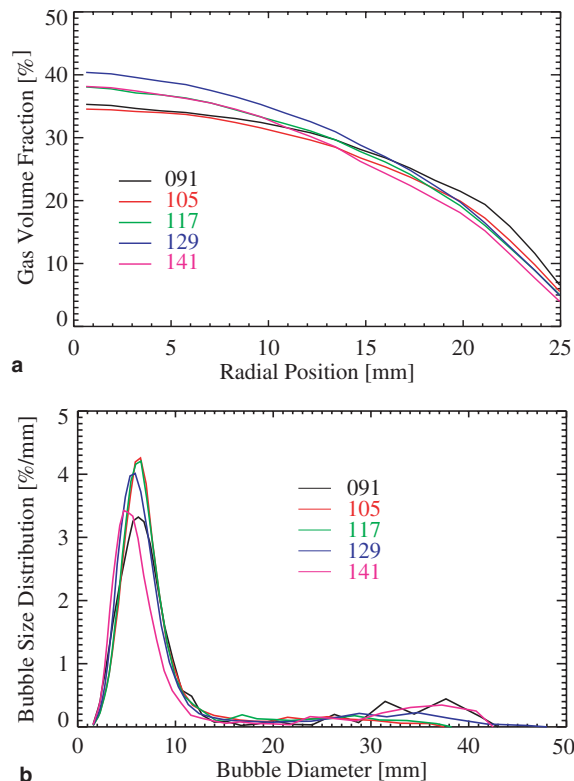 50
40
30
20
10
0
Gas Volume Fraction [%]
091
105
117
129
141
0 5 10 15 20 25
Radial Position [mm]
a
5
4
3
2
1
0
Bubble Size Distribution [%/mm]
091
105
117
129
141
0 10 20 30 40 50
Bubble Diameter [mm]
b